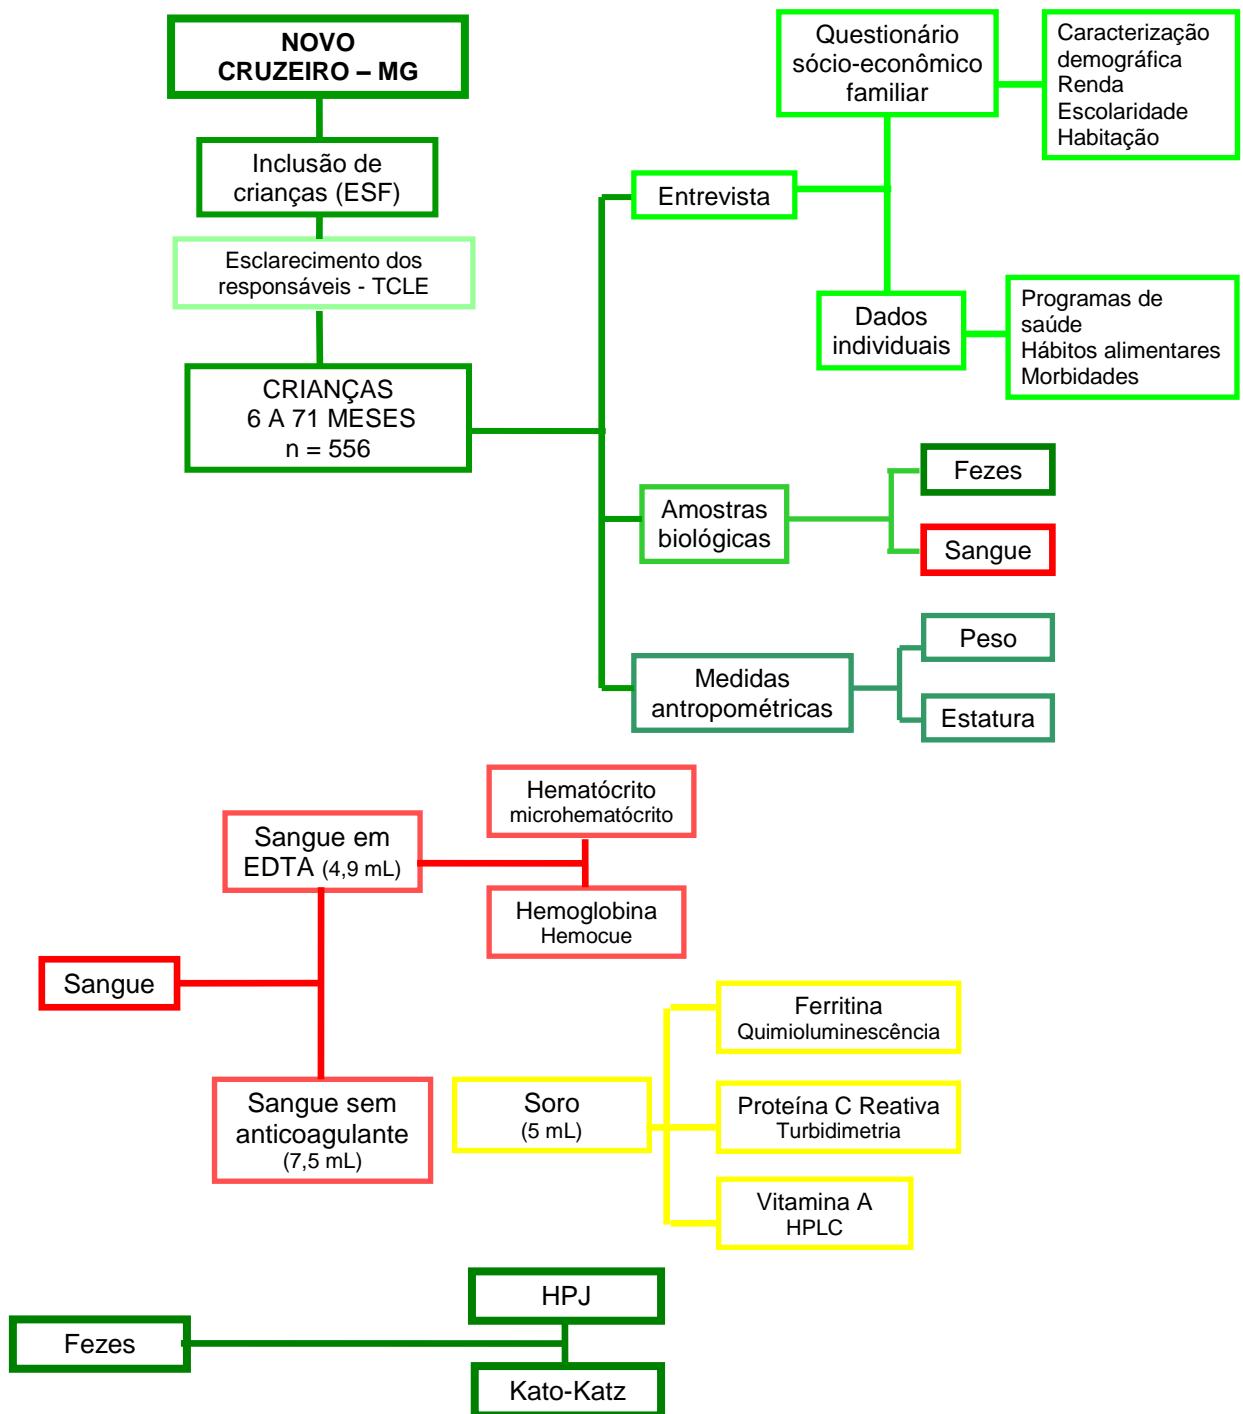 NOVO
CRUZEIRO – MG
Inclusão de
crianças (ESF)
Esclarecimento dos
responsáveis - TCLE
CRIANÇAS
6 A 71 MESES
n = 556
Questionário
sócio-econômico
familiar
Caracterização
demográfica
Renda
Escolaridade
Habitação
Entrevista
Dados
individuais
Programas de
saúde
Hábitos alimentares
Morbidades
Amostras
biológicas
Fezes
Sangue
Medidas
antropométricas
Peso
Estatura
Hematócrito
microhematócrito
Sangue em
EDTA (4,9 mL)
Hemoglobina
Hemocue
Sangue
Sangue sem
anticoagulante
(7,5 mL)
Soro
(5 mL)
Ferritina
Quimioluminescência
Proteína C Reativa
Turbidimetria
Vitamina A
HPLC
HPJ
Fezes
Kato-Katz